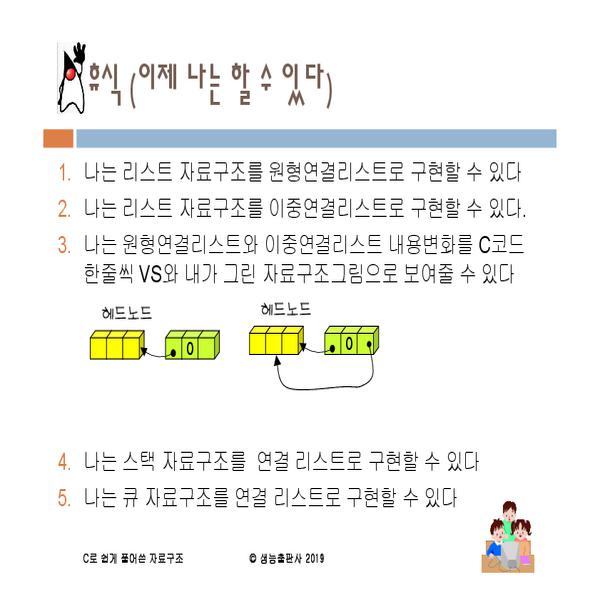 휴식 (이제 나는 할 수 있다)
1. 나는 리스트 자료구조를 원형연결리스트로 구현할 수 있다
2. 나는 리스트 자료구조를 이중연결리스트로 구현할 수 있다.
3. 나는 원형연결리스트와 이중연결리스트 내용변화를 C코드
한줄씩 VS와 내가 그린 자료구조그림으로 보여줄 수 있다
헤드노드
헤드노드
0
0
4. 나는 스택 자료구조를 연결 리스트로 구현할 수 있다
5. 나는 큐 자료구조를 연결 리스트로 구현할 수 있다
C로 쉽게 풀어쓴 자료구조
© 생능출판사 2019